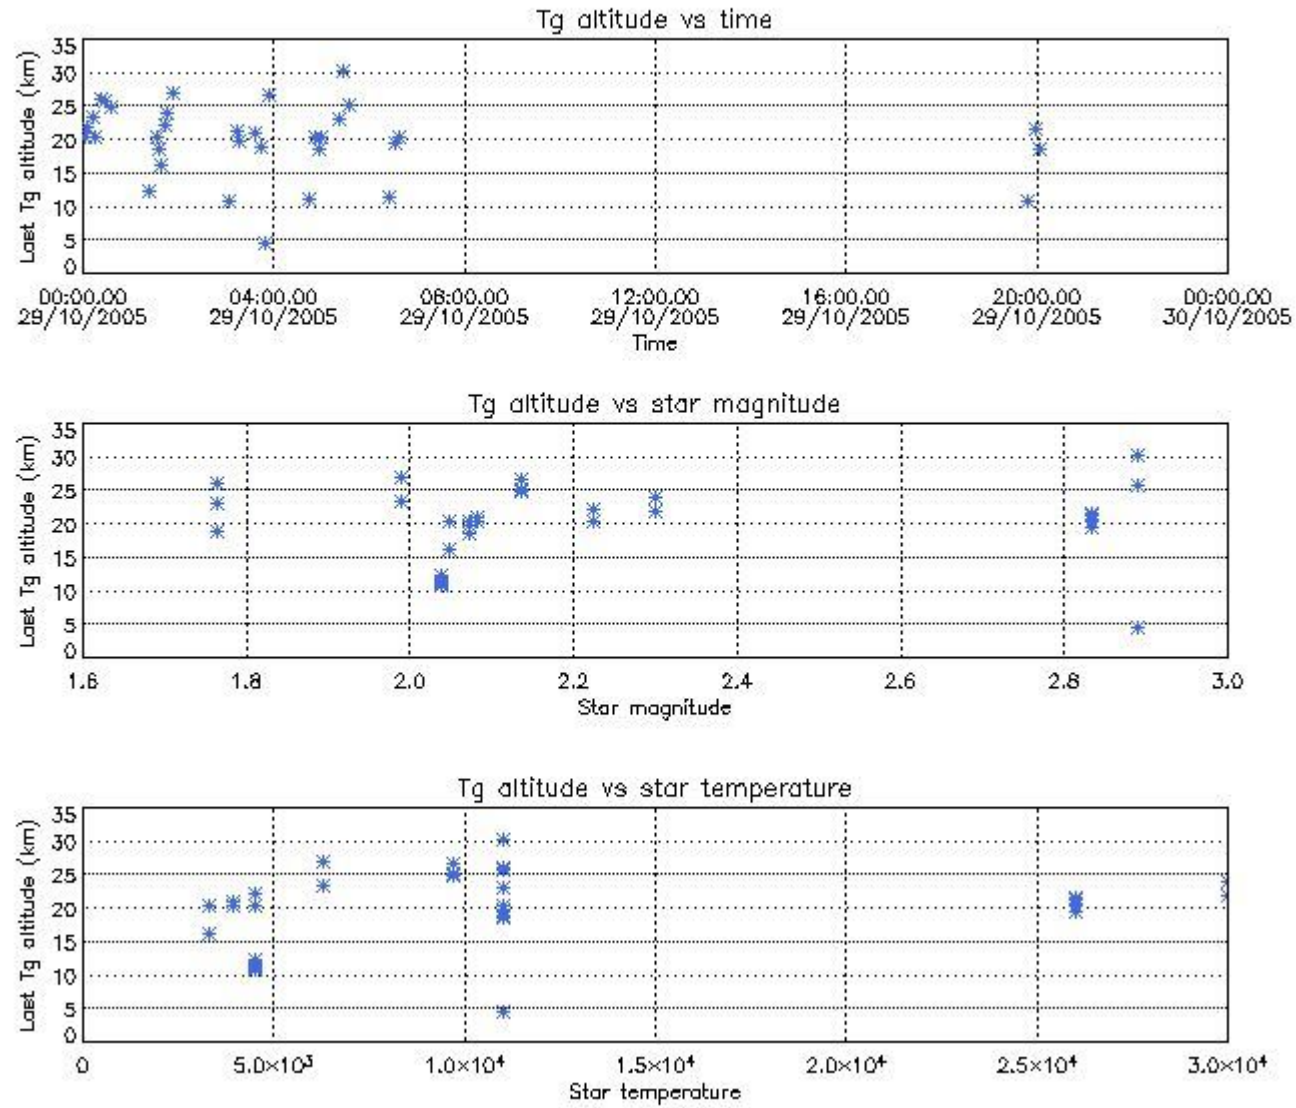 Tg altitude vs time
Last Tg altitude (km)
35
30
25
20
15
10
5
0
00:00.00 04:00.00 08:00.00 12:00.00 16:00.00 20:00.00 00:00.00
29/10/2005 29/10/2005 29/10/2005 29/10/2005 29/10/2005 29/10/2005 30/10/2005
Time
Tg altitude vs star magnitude
Last Tg altitude (km)
35
30
25
20
15
10
5
0
1.6 1.8 2.0 2.2 2.4 2.6 2.8 3.0
Star magnitude
Tg altitude vs star temperature
Last Tg altitude (km)
35
30
25
20
15
10
5
0
0 5.0×10³ 1.0×10⁴ 1.5×10⁴ 2.0×10⁴ 2.5×10⁴ 3.0×10⁴
Star temperature